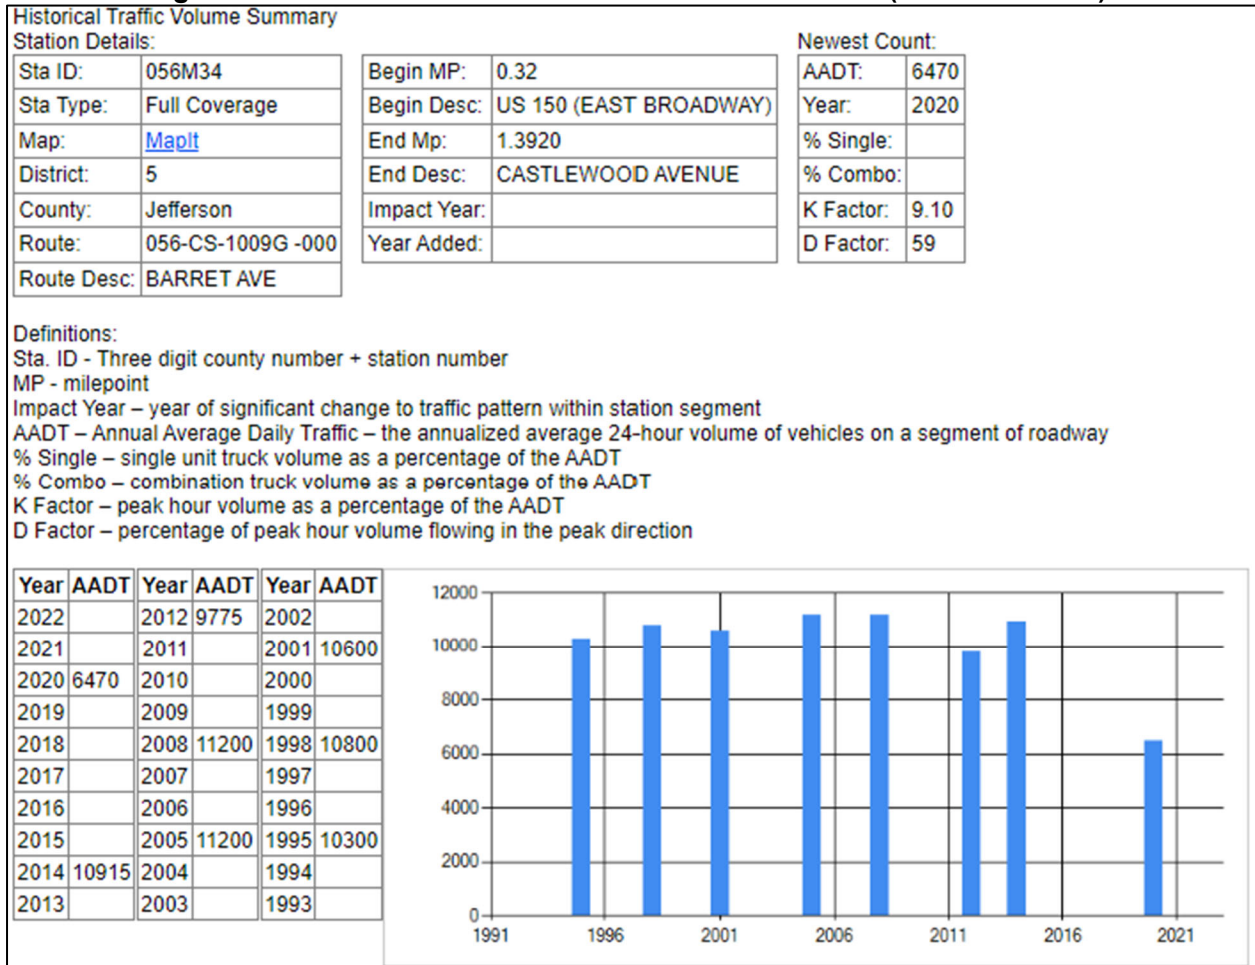 Historical Traffic Volume Summary
Station Details:
Sta ID: 056M34
Sta Type: Full Coverage
Map: MapIt
District: 5
County: Jefferson
Route: 056-CS-1009G -000
Route Desc: BARRET AVE
Begin MP: 0.32
Begin Desc: US 150 (EAST BROADWAY)
End Mp: 1.3920
End Desc: CASTLEWOOD AVENUE
Impact Year:
Year Added:
Newest Count:
AADT: 6470
Year: 2020
% Single:
% Combo:
K Factor: 9.10
D Factor: 59
Definitions:
Sta. ID - Three digit county number + station number
MP - milepoint
Impact Year – year of significant change to traffic pattern within station segment
AADT – Annual Average Daily Traffic – the annualized average 24-hour volume of vehicles on a segment of roadway
% Single – single unit truck volume as a percentage of the AADT
% Combo – combination truck volume as a percentage of the AADT
K Factor – peak hour volume as a percentage of the AADT
D Factor – percentage of peak hour volume flowing in the peak direction
Year AADT Year AADT Year AADT
2022 2012 9775 2002
2021 2011 2001 10600
2020 6470 2010 2000
2019 2009 1999
2018 2008 11200 1998 10800
2017 2007 1997
2016 2006 1996
2015 2005 11200 1995 10300
2014 10915 2004 1994
2013 2003 1993
12000
10000
8000
6000
4000
2000
0
1991 1996 2001 2006 2011 2016 2021